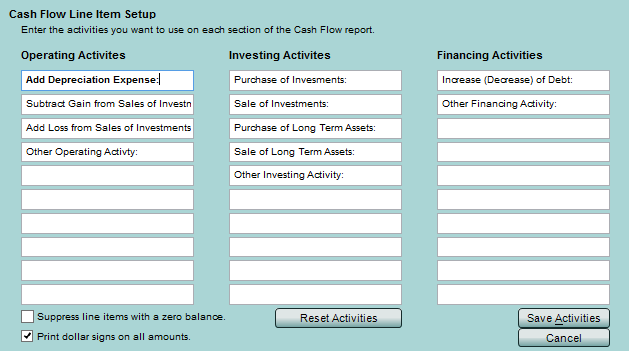 Cash Flow Line Item Setup
Enter the activities you want to use on each section of the Cash Flow report.
Operating Activites
Investing Activites
Financing Activities
Add Depreciation Expense:
Purchase of Invesments:
Increase (Decrease) of Debt:
Subtract Gain from Sales of Investn
Sale of Investments:
Other Financing Activity:
Add Loss from Sales of Investments
Purchase of Long Term Assets:
Other Operating Activty:
Sale of Long Term Assets:
Other Investing Activity:
Suppress line items with a zero balance.
Reset Activities
Save Activities
Print dollar signs on all amounts.
Cancel